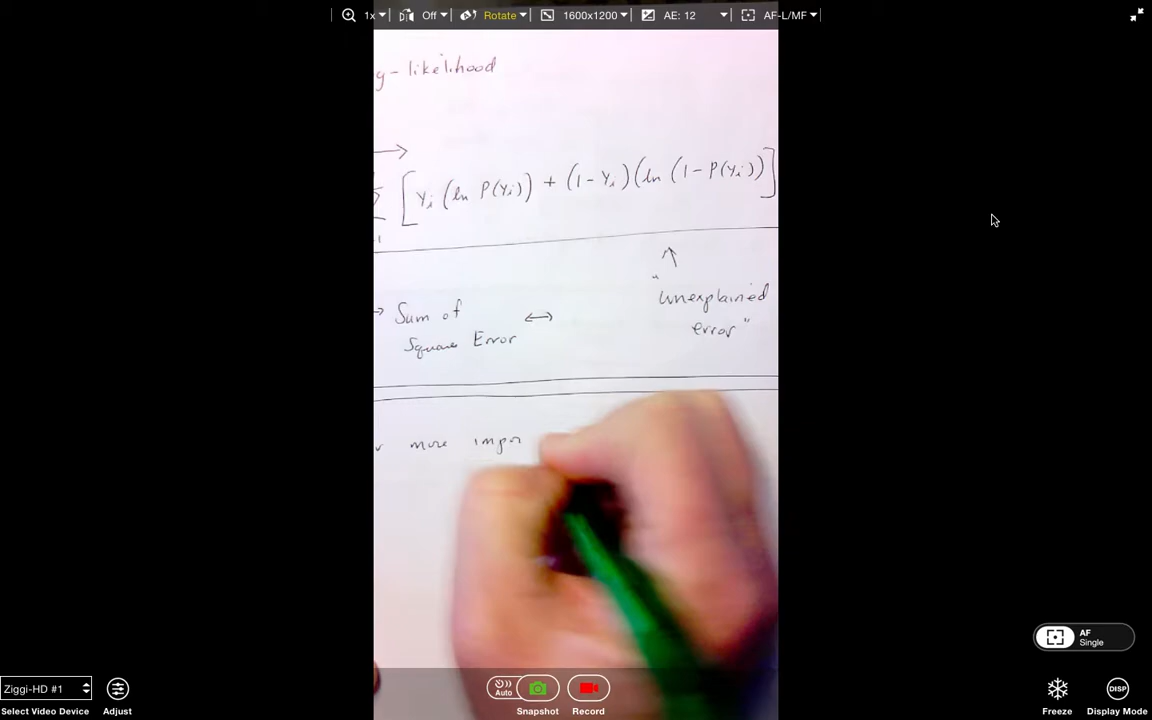 1x Off Rotate 1600x1200 AE: 12 AF-L/MF
g-likelihood
[Yi (ln P(Yi)) + (1-Yi)(ln (1-P(Yi))]
Sum of
Square Error
"unexplained
error"
more impor
AF
Single
Ziggi-HD #1
Select Video Device
Adjust
Auto
Snapshot
Record
Freeze
DISP
Display Mode